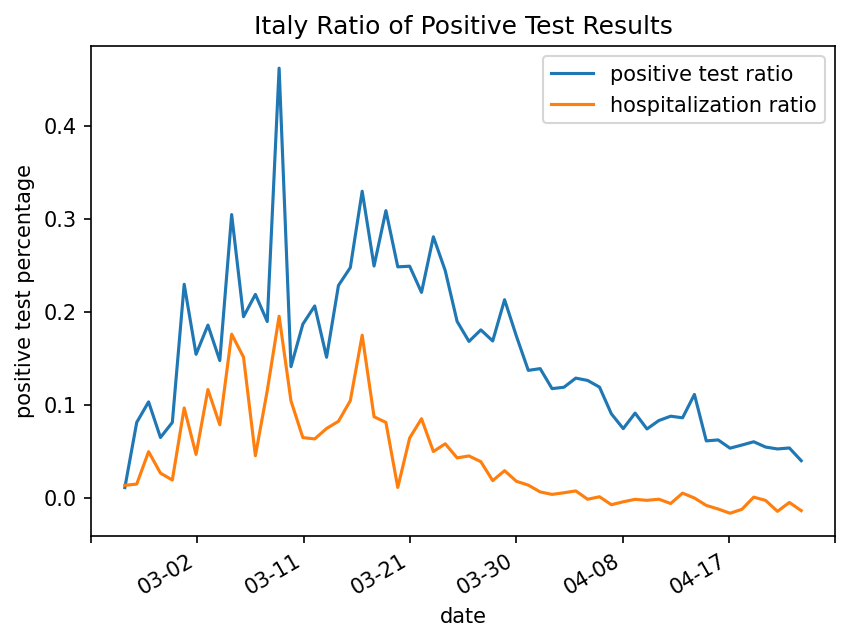 Italy Ratio of Positive Test Results
positive test ratio
hospitalization ratio
positive test percentage
0.4
0.3
0.2
0.1
0.0
03-02
03-11
03-21
03-30
04-08
04-17
date